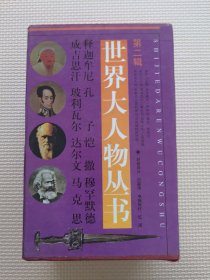 第二辑
SHIJIEDARENWUCONGSHU
世界大人物丛书
释迦牟尼 孔子 恺撒 穆罕默德
成吉思汗 玻利瓦尔 达尔文 马克思